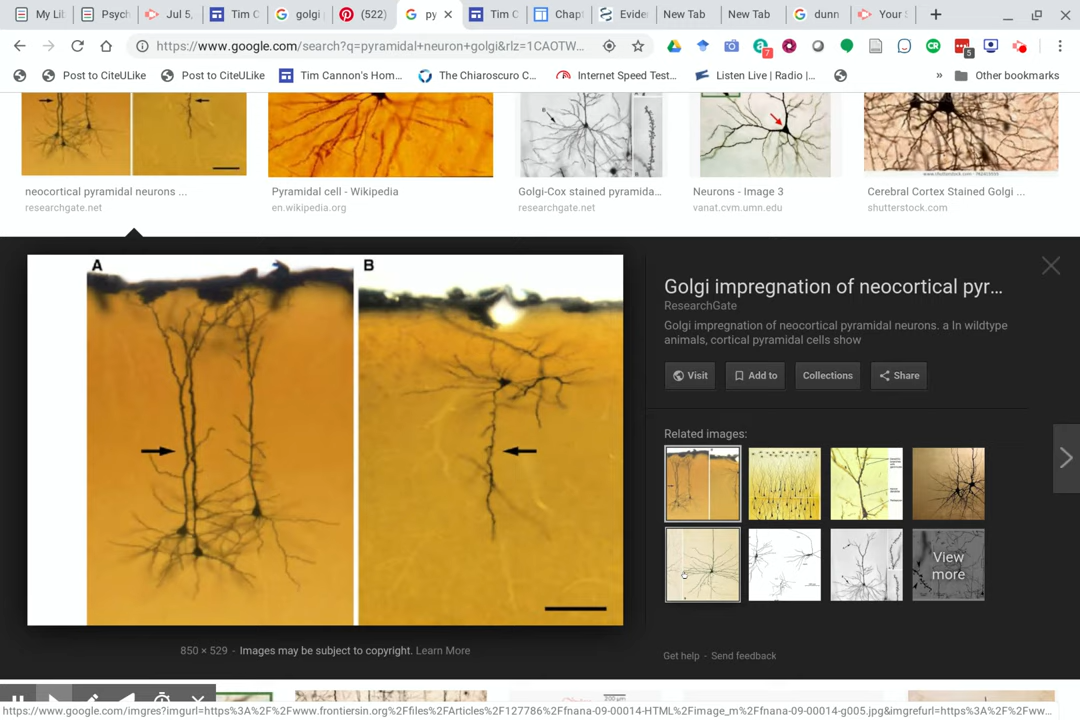 My Lib
Psych
Jul 5,
Tim C
golgi
(522)
py
Tim C
Chapt
Evider
New Tab
New Tab
dunn
Your
https://www.google.com/search?q=pyramidal+neuron+golgi&rlz=1CAOTW...
7
CR
5
Post to CiteULike
Post to CiteULike
Tim Cannon's Hom...
The Chiaroscuro C...
Internet Speed Test...
Listen Live | Radio |...
»
Other bookmarks
neocortical pyramidal neurons ...
researchgate.net
Pyramidal cell - Wikipedia
en.wikipedia.org
Golgi-Cox stained pyramida...
researchgate.net
Neurons - Image 3
vanat.cvm.umn.edu
Cerebral Cortex Stained Golgi ...
shutterstock.com
A
B
Golgi impregnation of neocortical pyr...
ResearchGate
Golgi impregnation of neocortical pyramidal neurons. a In wildtype
animals, cortical pyramidal cells show
Visit
Add to
Collections
Share
Related images:
View
more
850 × 529 - Images may be subject to copyright. Learn More
Get help - Send feedback
200 µm
https://www.google.com/imgres?imgurl=https%3A%2F%2Fwww.frontiersin.org%2Ffiles%2FArticles%2F127786%2Ffnana-09-00014-HTML%2Fimage_m%2Ffnana-09-00014-g005.jpg&imgrefurl=https%3A%2F%2Fww...